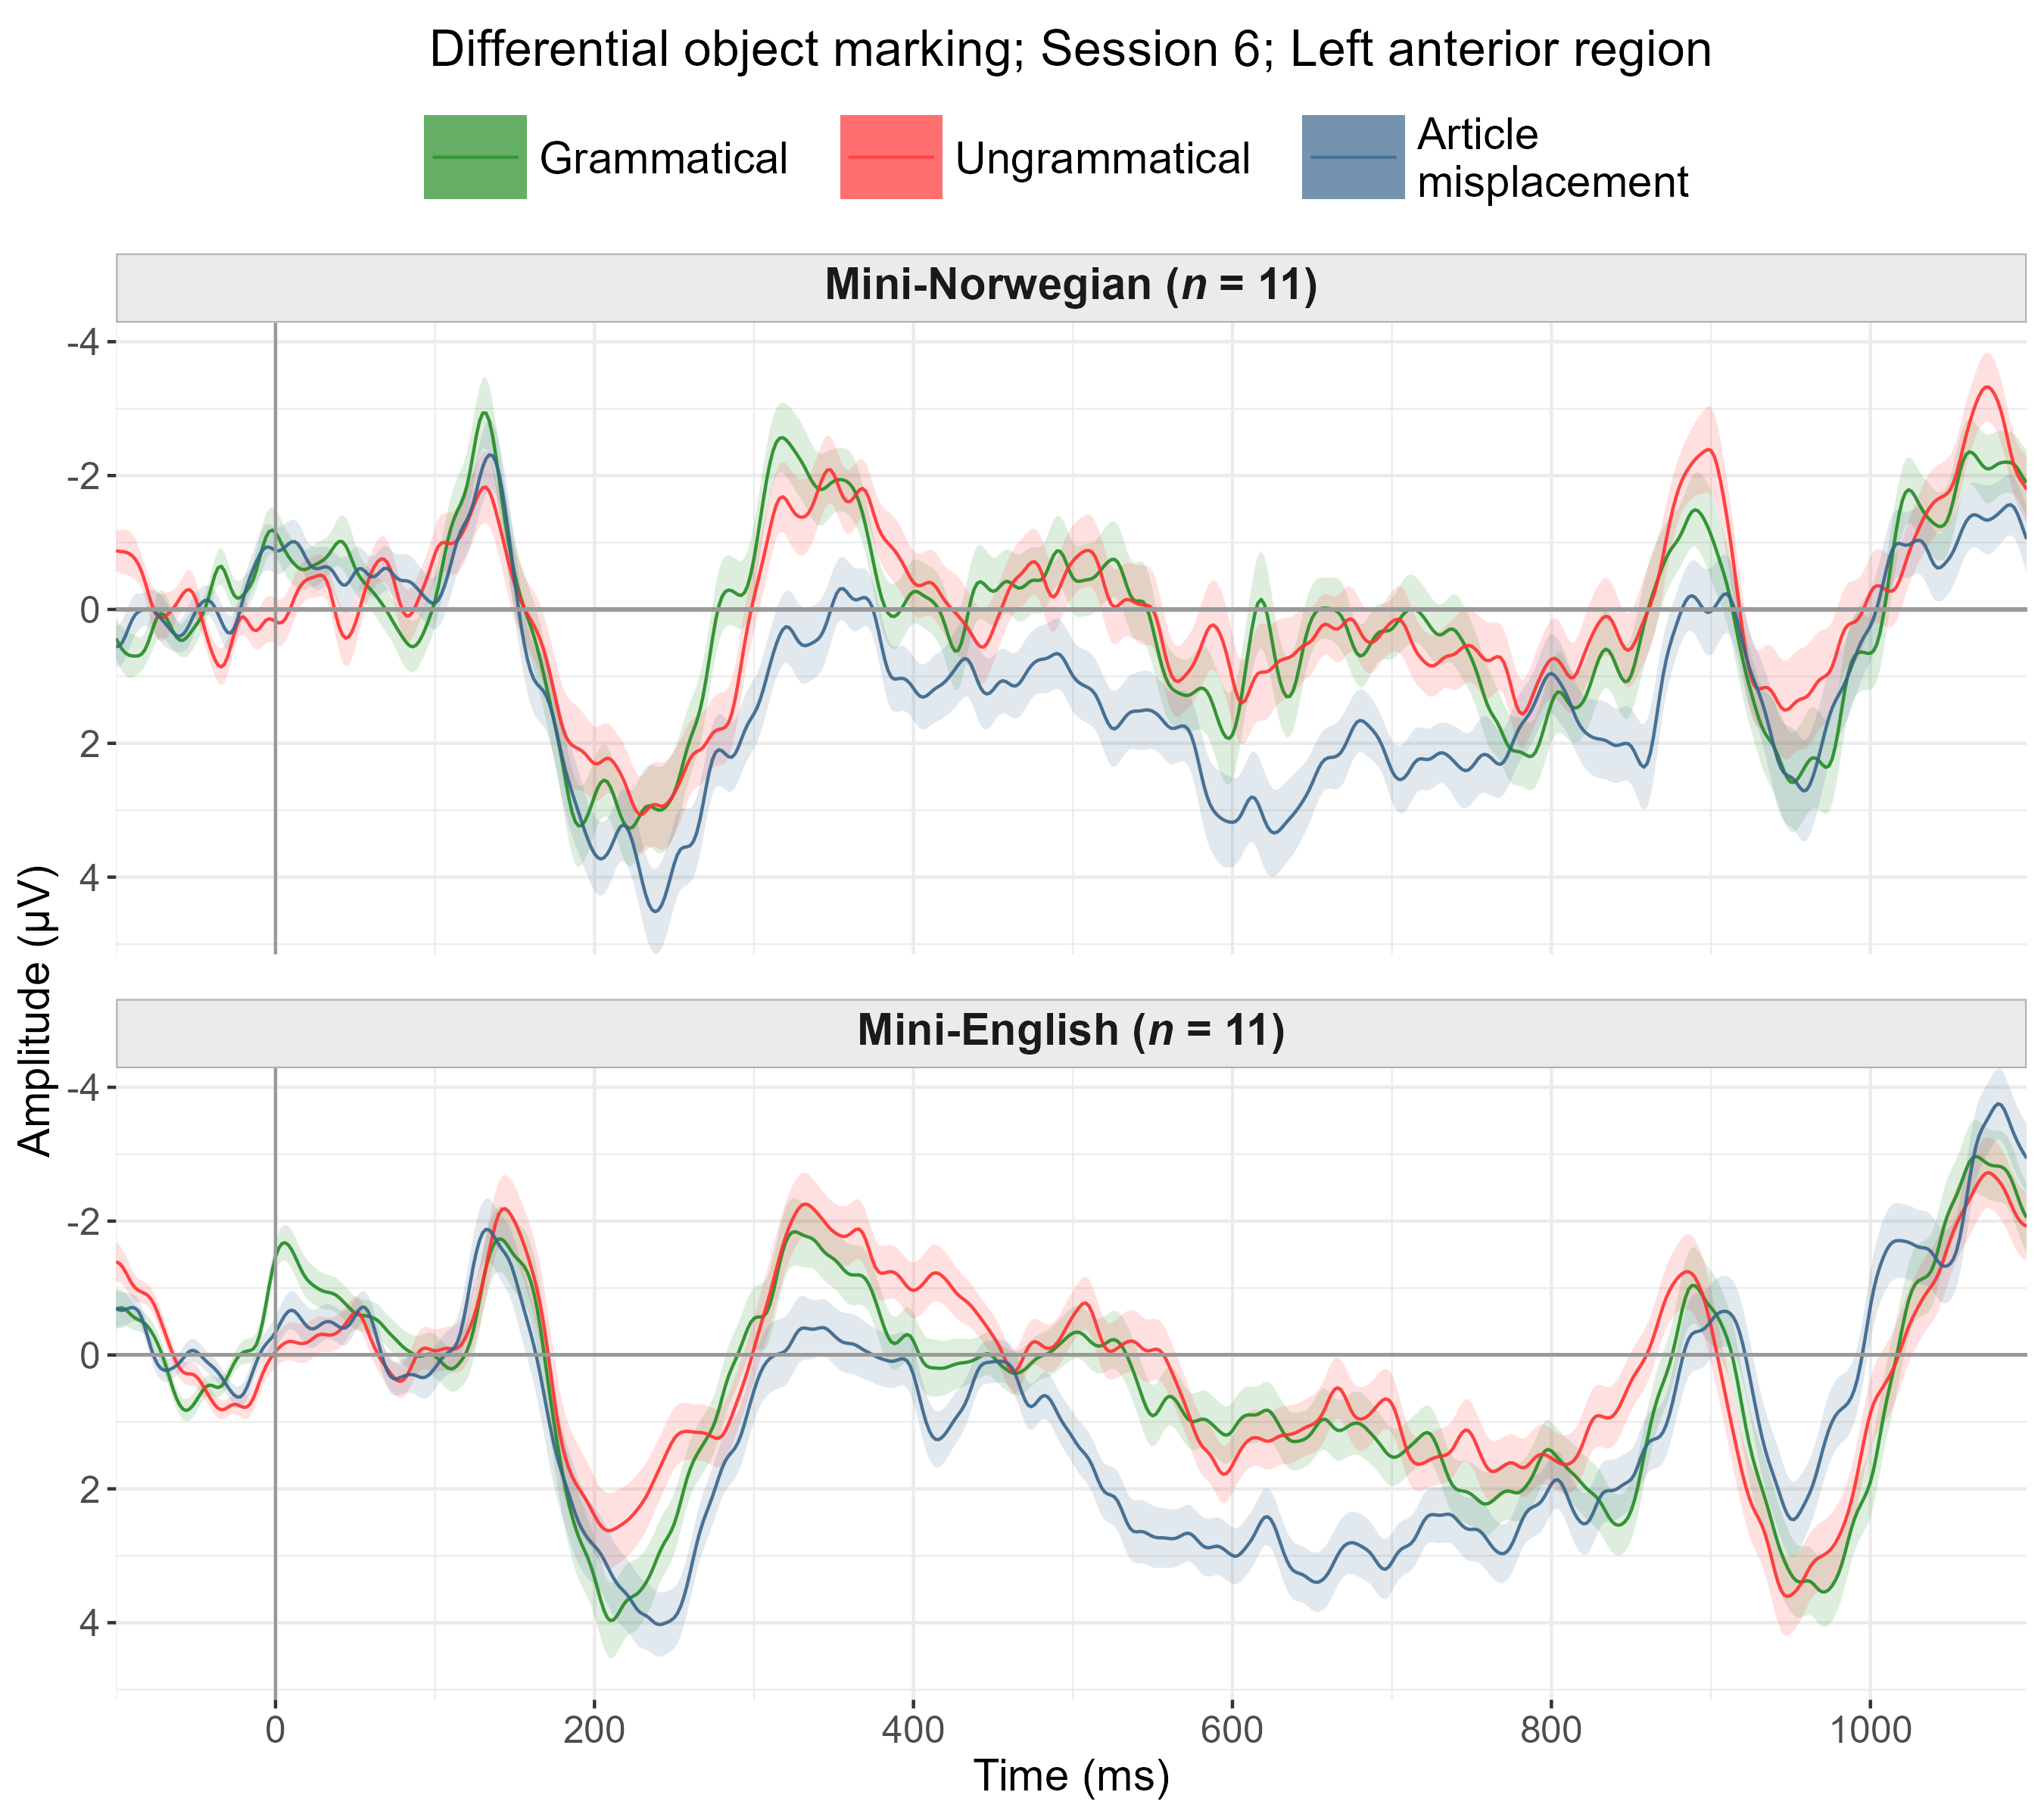 Differential object marking; Session 6; Left anterior region
Grammatical
Ungrammatical
Article
misplacement
Mini-Norwegian (n = 11)
-4
-2
0
2
4
Mini-English (n = 11)
-4
-2
0
2
4
Amplitude (µV)
0 200 400 600 800 1000
Time (ms)